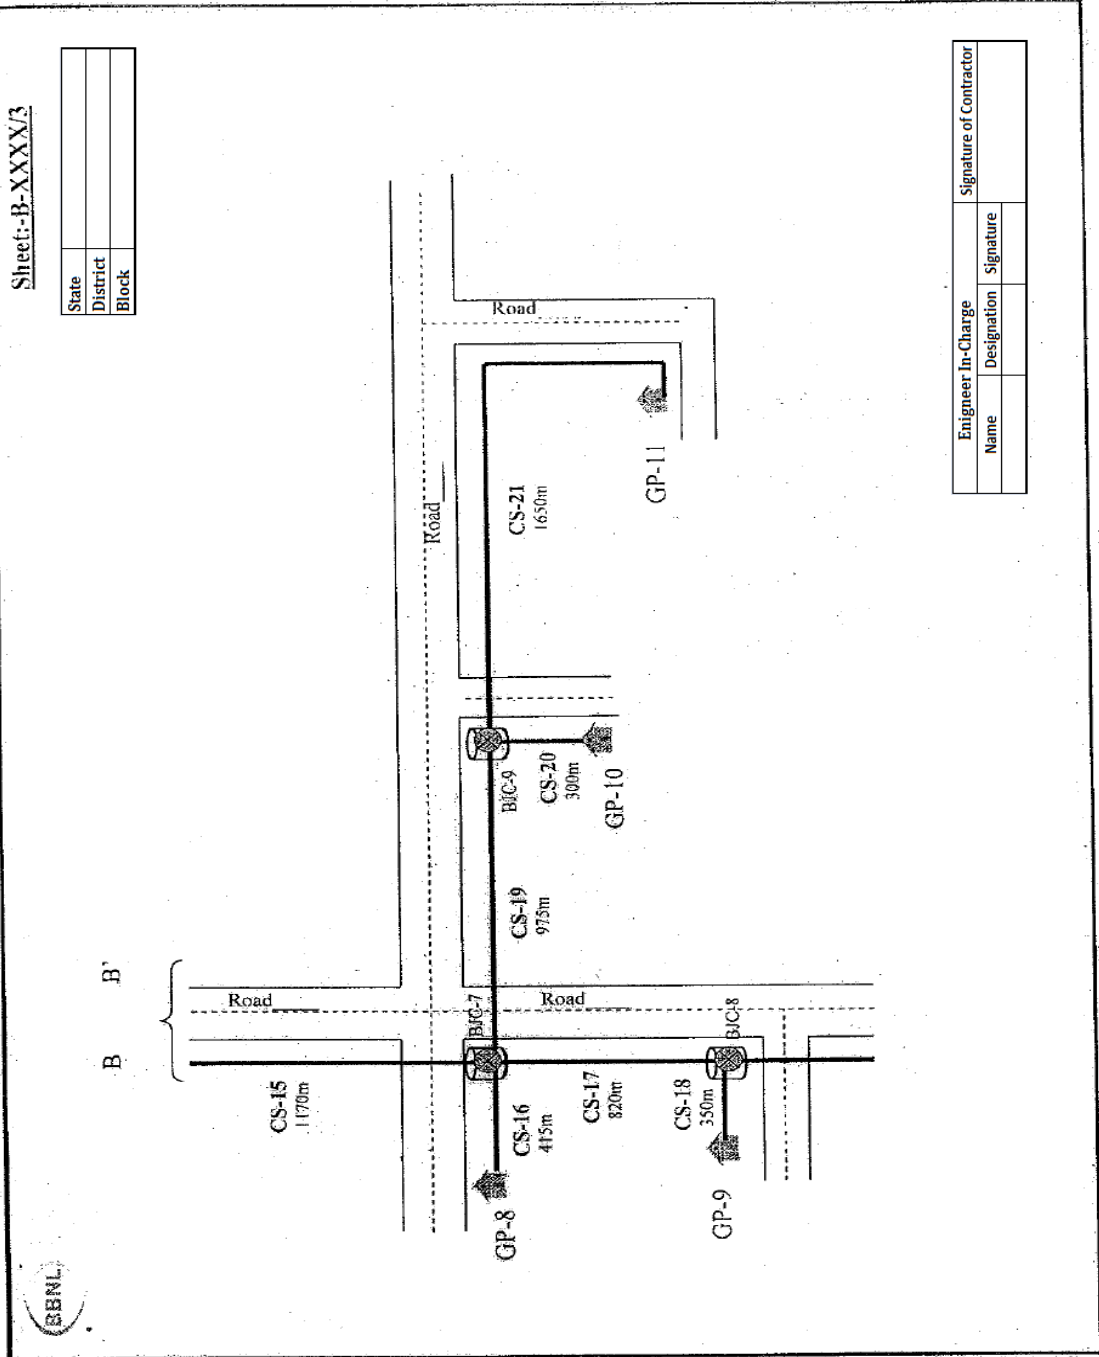 BBNL
Sheet:-B-XXXX/3
State
District
Block
B B'
CS-15
1170m
Road
GP-8
CS-16
415m
BJC-7
CS-19
975m
BJC-9
CS-20
300m
GP-10
Road
CS-21
1650m
Road
GP-11
Road
CS-17
820m
GP-9
CS-18
350m
BJC-8
Enigneer In-Charge
Signature of Contractor
Name Designation Signature